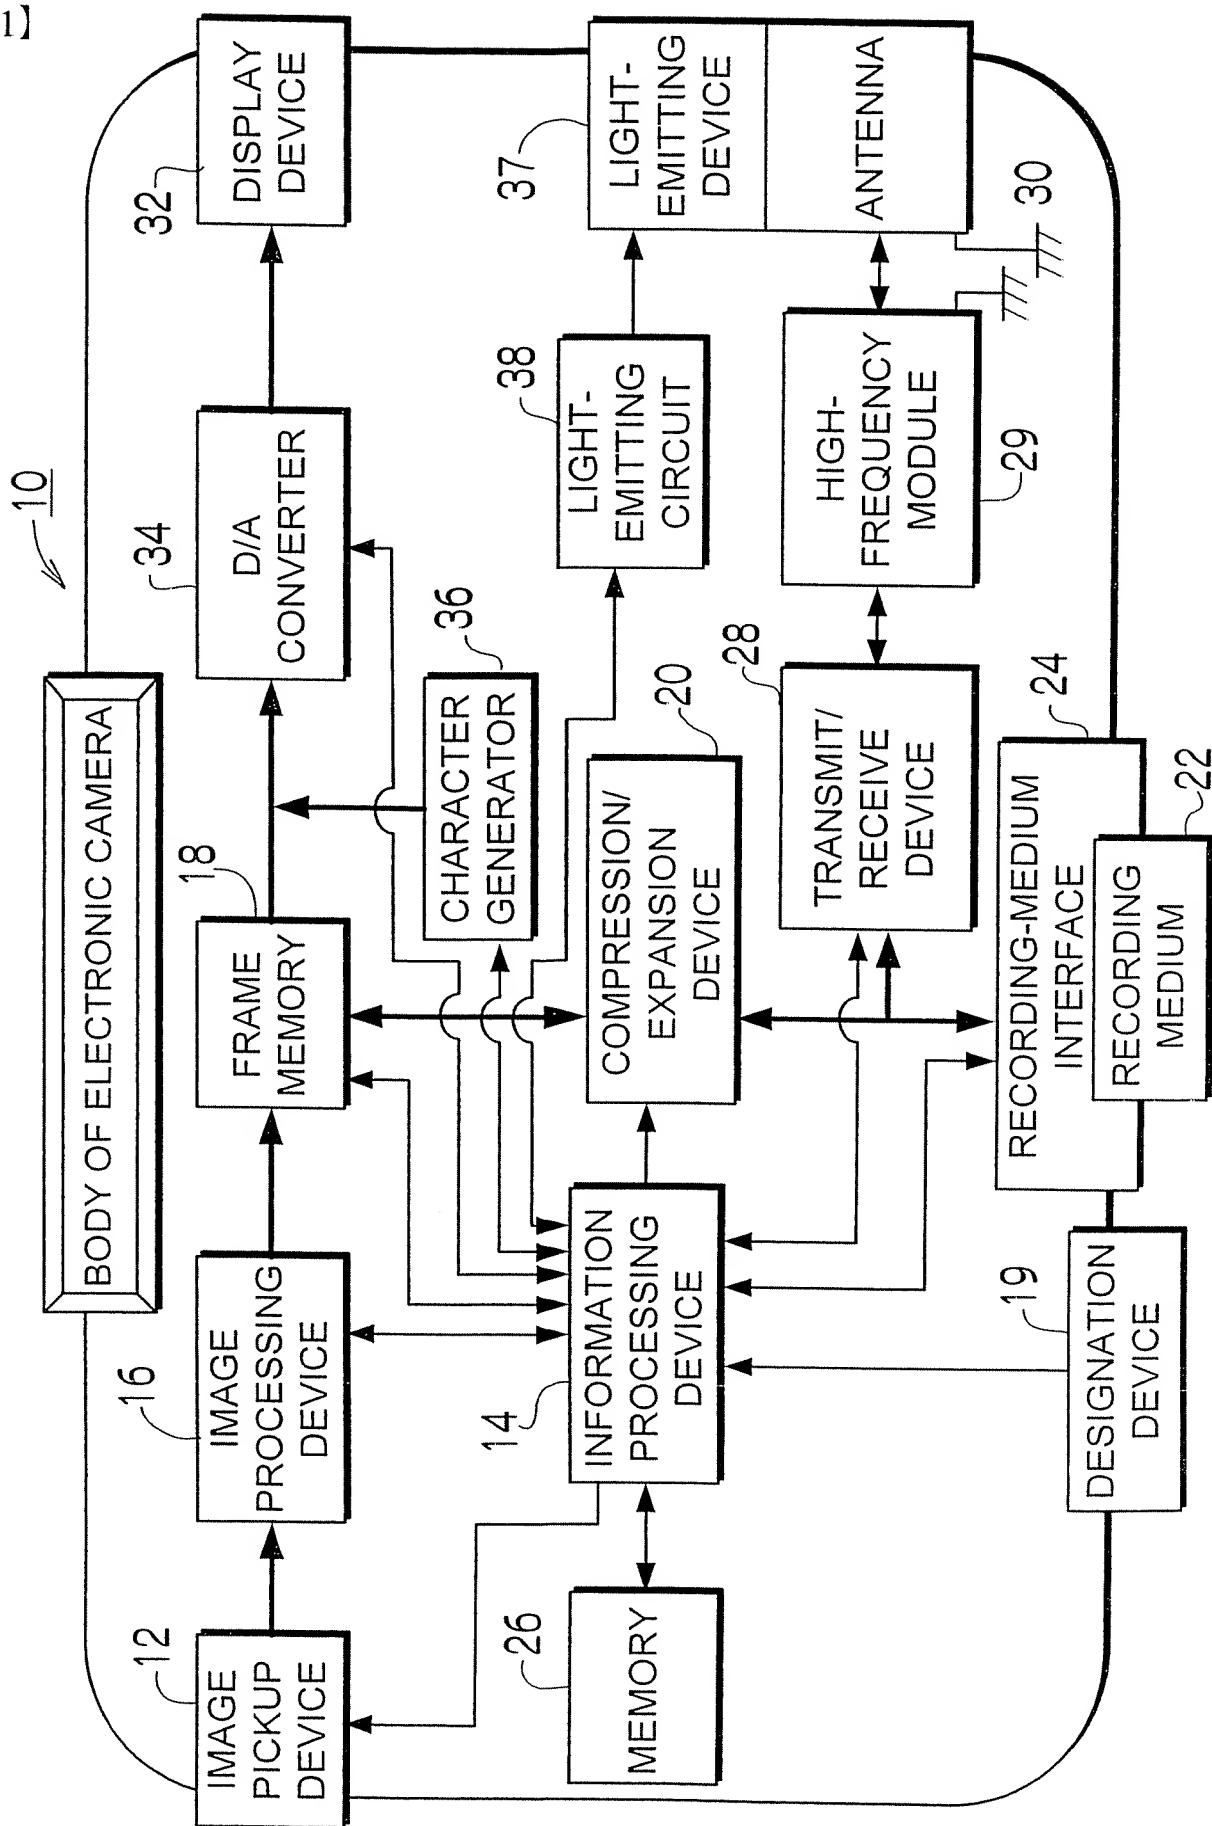 1】
10
BODY OF ELECTRONIC CAMERA
12
IMAGE
PICKUP
DEVICE
16
IMAGE
PROCESSING
DEVICE
18
FRAME
MEMORY
34
D/A
CONVERTER
32
DISPLAY
DEVICE
36
CHARACTER
GENERATOR
38
LIGHT-
EMITTING
CIRCUIT
37
LIGHT-
EMITTING
DEVICE
ANTENNA
30
26
MEMORY
14
INFORMATION
PROCESSING
DEVICE
20
COMPRESSION/
EXPANSION
DEVICE
28
TRANSMIT/
RECEIVE
DEVICE
29
HIGH-
FREQUENCY
MODULE
19
DESIGNATION
DEVICE
24
RECORDING-MEDIUM
INTERFACE
22
RECORDING
MEDIUM